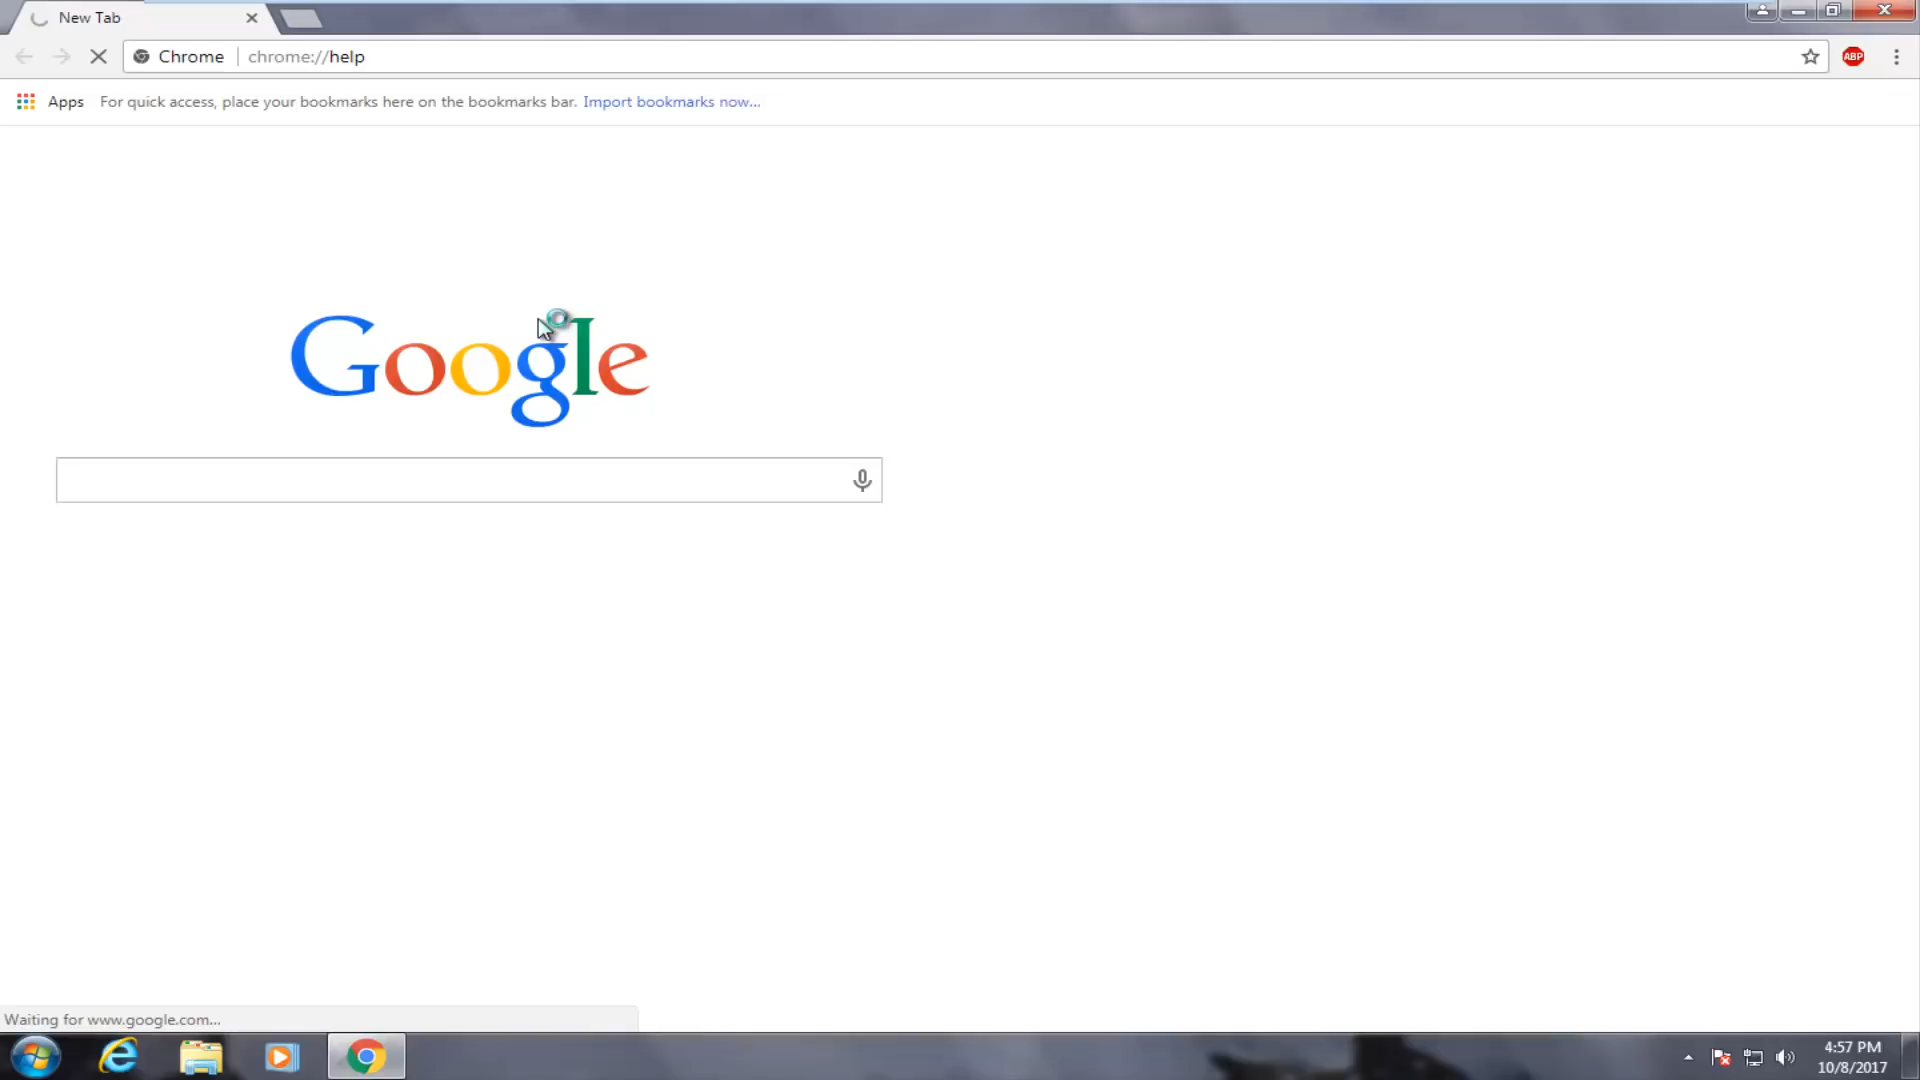 New Tab
Chrome chrome://help
ABP
Apps For quick access, place your bookmarks here on the bookmarks bar. Import bookmarks now...
Google
Waiting for www.google.com...
4:57 PM
10/8/2017